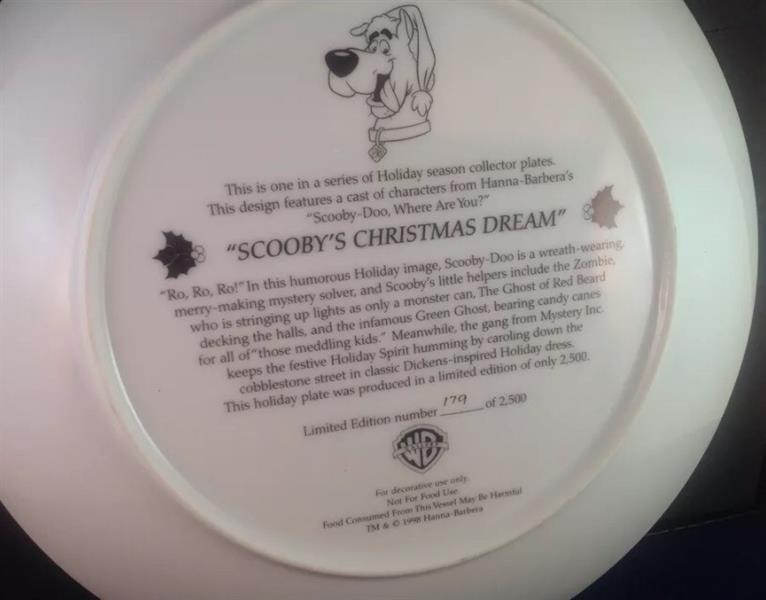 This is one in a series of Holiday season collector plates.
This design features a cast of characters from Hanna-Barbera's
"Scooby-Doo, Where Are You?"
"SCOOBY'S CHRISTMAS DREAM"
"Ro, Ro, Ro!" In this humorous Holiday image, Scooby-Doo is a wreath-wearing,
merry-making mystery solver, and Scooby's little helpers include the Zombie,
who is stringing up lights as only a monster can, The Ghost of Red Beard
decking the halls, and the infamous Green Ghost, bearing candy canes
for all of "those meddling kids." Meanwhile, the gang from Mystery Inc.
keeps the festive Holiday Spirit humming by caroling down the
cobblestone street in classic Dickens-inspired Holiday dress.
This holiday plate was produced in a limited edition of only 2,500.
Limited Edition number 179 of 2,500
WB
For decorative use only.
Not For Food Use.
Food Consumed From This Vessel May Be Harmful
TM & © 1998 Hanna-Barbera